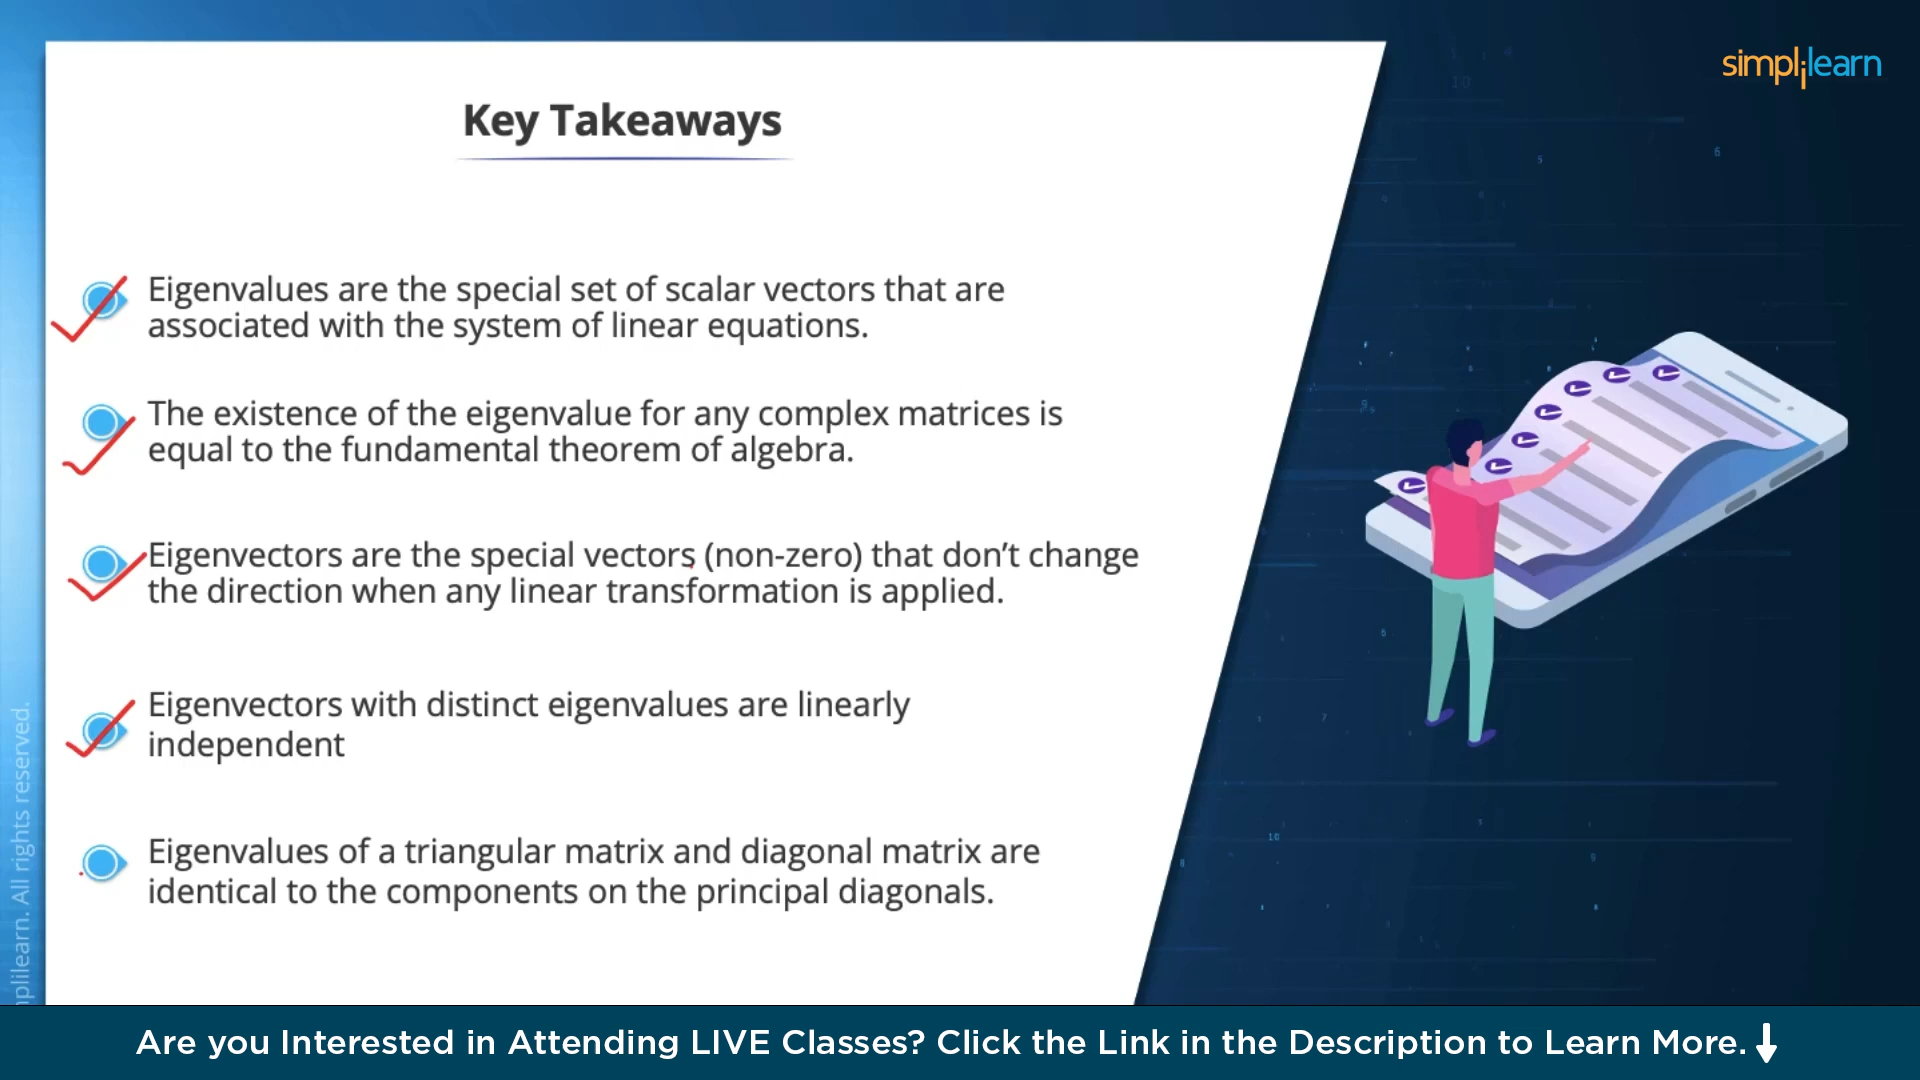 simplilearn
Key Takeaways
Eigenvalues are the special set of scalar vectors that are
associated with the system of linear equations.
The existence of the eigenvalue for any complex matrices is
equal to the fundamental theorem of algebra.
Eigenvectors are the special vectors (non-zero) that don’t change
the direction when any linear transformation is applied.
Eigenvectors with distinct eigenvalues are linearly
independent
Eigenvalues of a triangular matrix and diagonal matrix are
identical to the components on the principal diagonals.
plilearn. All rights reserved.
Are you Interested in Attending LIVE Classes? Click the Link in the Description to Learn More.